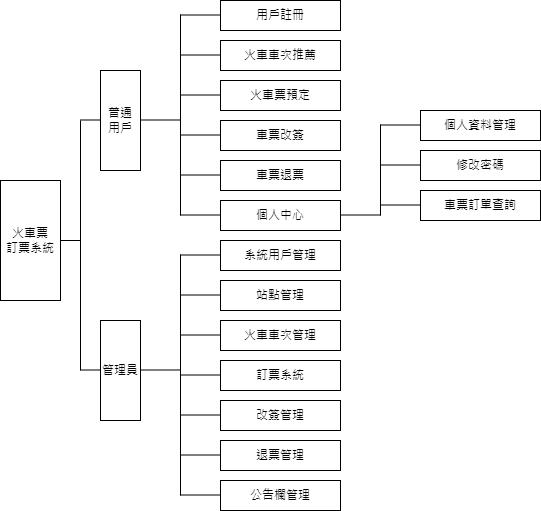 火車票
訂票系統
普通
用戶
用戶註冊
火車車次推薦
火車票預定
車票改簽
車票退票
個人中心
個人資料管理
修改密碼
車票訂單查詢
管理員
系統用戶管理
站點管理
火車車次管理
訂票系統
改簽管理
退票管理
公告欄管理